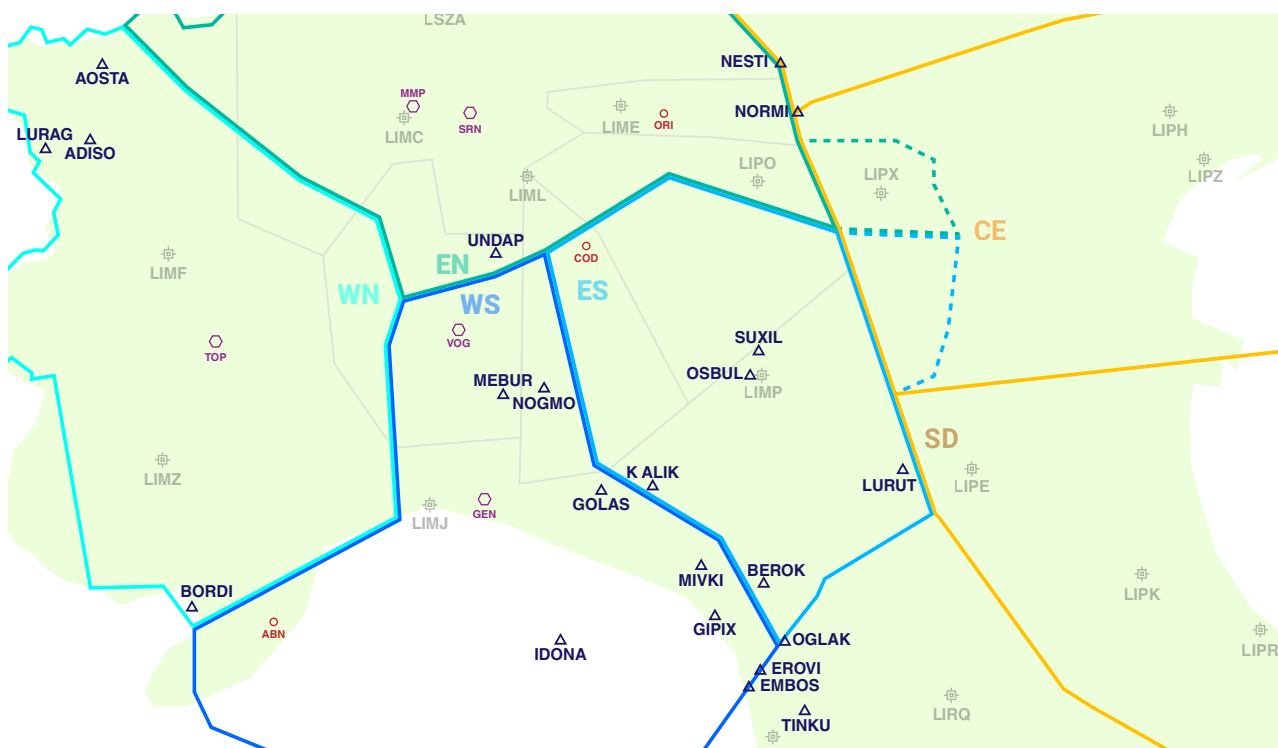 LSZA
NESTI
AOSTA
MMP
NORMI
SRN
LIME
ORI
LIMC
LIPH
LURAG
ADISO
LIPO
LIPX
LIPZ
LIML
UNDAP
CE
COD
EN
LIMF
WN
WS
ES
VOG
SUXIL
TOP
OSBUL
MEBUR
LIMP
NOGMO
SD
K ALIK
LIMZ
LURUT
LIPE
GOLAS
GEN
LIMJ
BEROK
MIVKI
BORDI
LIPK
GIPIX
ABN
OGLAK
LIPR
IDONA
EROVI
EMBOS
LIRQ
TINKU